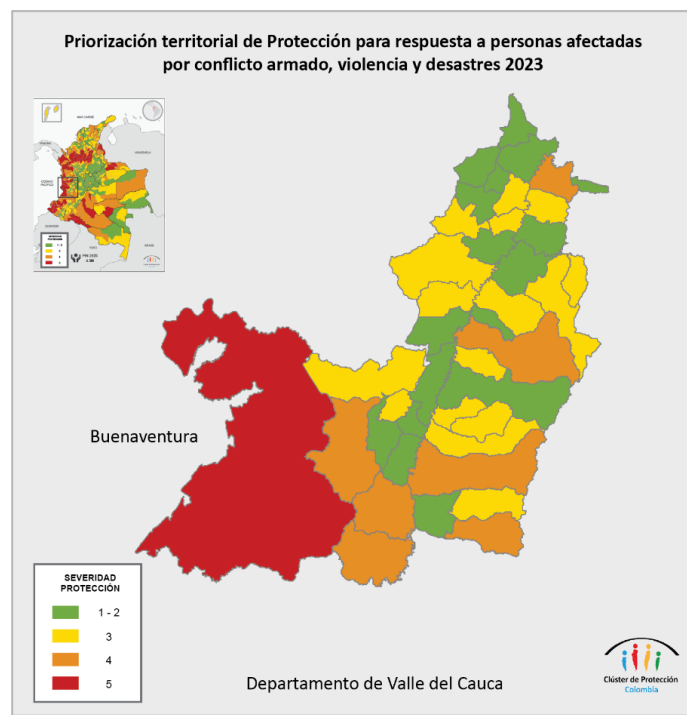 Priorización territorial de Protección para respuesta a personas afectadas
por conflicto armado, violencia y desastres 2023
Buenaventura
SEVERIDAD
PROTECCIÓN
1 - 2
3
4
5
Departamento de Valle del Cauca
Clúster de Protección
Colombia